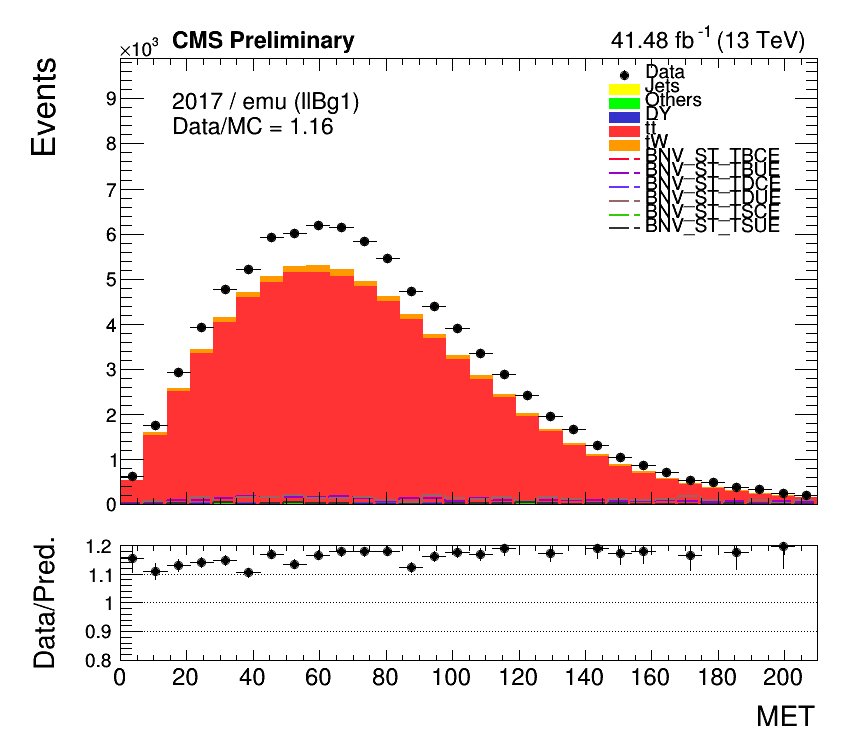 ×10³ CMS Preliminary 41.48 fb⁻¹ (13 TeV)
Events
2017 / emu (llBg1)
Data/MC = 1.16
Data
Jets
Others
DY
tt
tW
BNV_ST_TBCE
BNV_ST_TBUE
BNV_ST_TDCE
BNV_ST_TDUE
BNV_ST_TSCE
BNV_ST_TSUE
9
8
7
6
5
4
3
2
1
0
Data/Pred.
1.2
1.1
1
0.9
0.8
0 20 40 60 80 100 120 140 160 180 200
MET